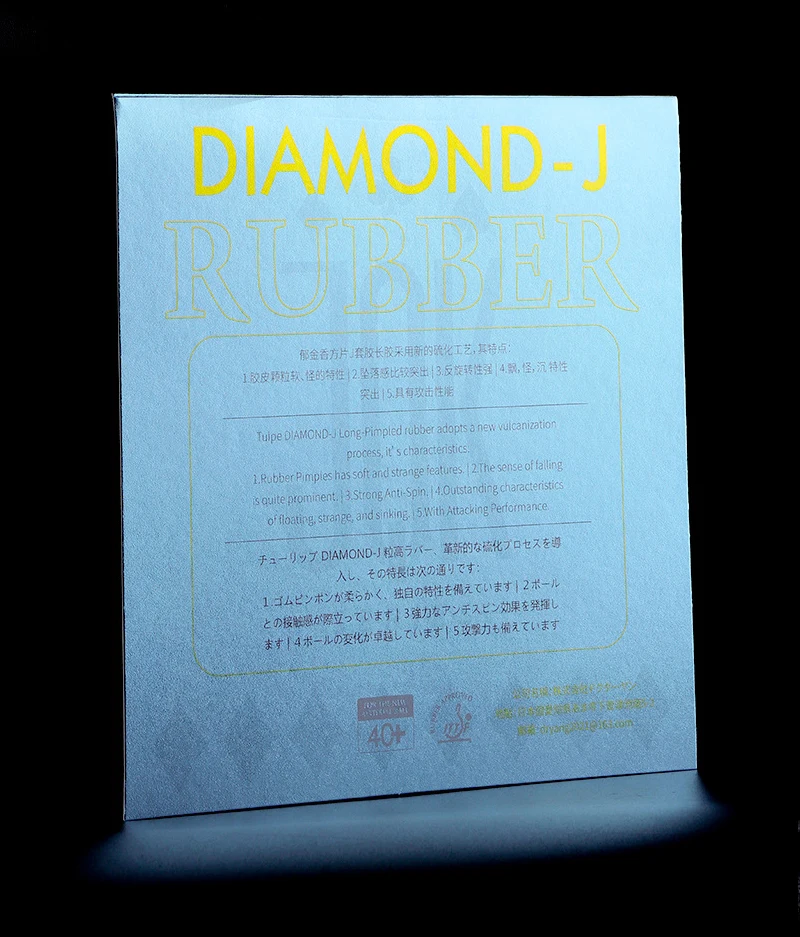 DIAMOND-J
RUBBER
郁金香方片J套胶长胶采用新的硫化工艺,其特点:
1.胶皮颗粒软、怪的特性 | 2.坠落感比较突出 | 3.反旋转性强 | 4.飘,怪,沉,特性
突出 | 5.具有攻击性能
Tulpe DIAMOND-J Long-Pimpled rubber adopts a new vulcanization
process, it's characteristics.
1.Rubber Pimples has soft and strange features. | 2.The sense of falling
is quite prominent. | 3.Strong Anti-Spin. | 4.Outstanding characteristics
of floating, strange, and sinking. | 5.With Attacking Performance.
チューリップ DIAMOND-J 粒高ラバー、革新的な硫化プロセスを導
入し、その特長は次の通りです:
1 ゴムピンポンが柔らかく、独自の特性を備えています | 2 ボール
との接触感が際立っています | 3 強力なアンチスピン効果を発揮し
ます | 4 ボールの変化が卓越しています | 5 攻撃力も備えています
40+
APPROVED
ITTF